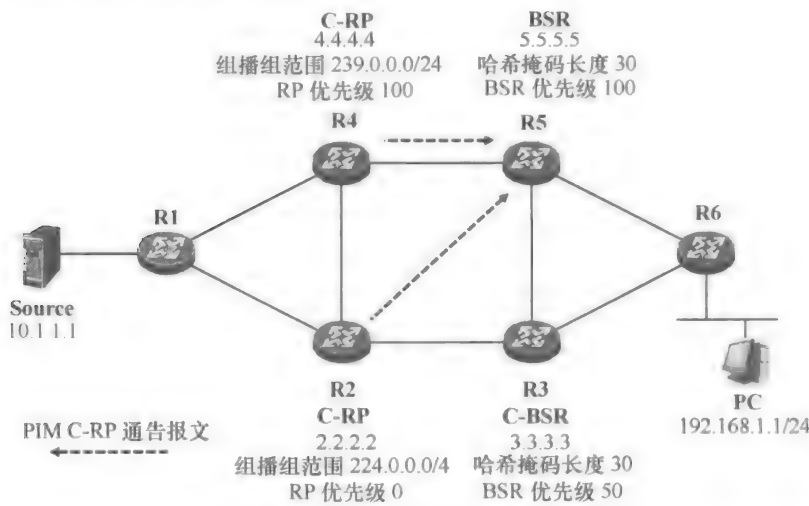 C-RP
4.4.4.4
组播组范围 239.0.0.0/24
RP 优先级 100
R4
BSR
5.5.5.5
哈希掩码长度 30
BSR 优先级 100
R5
R1
R6
Source
10.1.1.1
R2
C-RP
2.2.2.2
组播组范围 224.0.0.0/4
RP 优先级 0
R3
C-BSR
3.3.3.3
哈希掩码长度 30
BSR 优先级 50
PC
192.168.1.1/24
PIM C-RP 通告报文